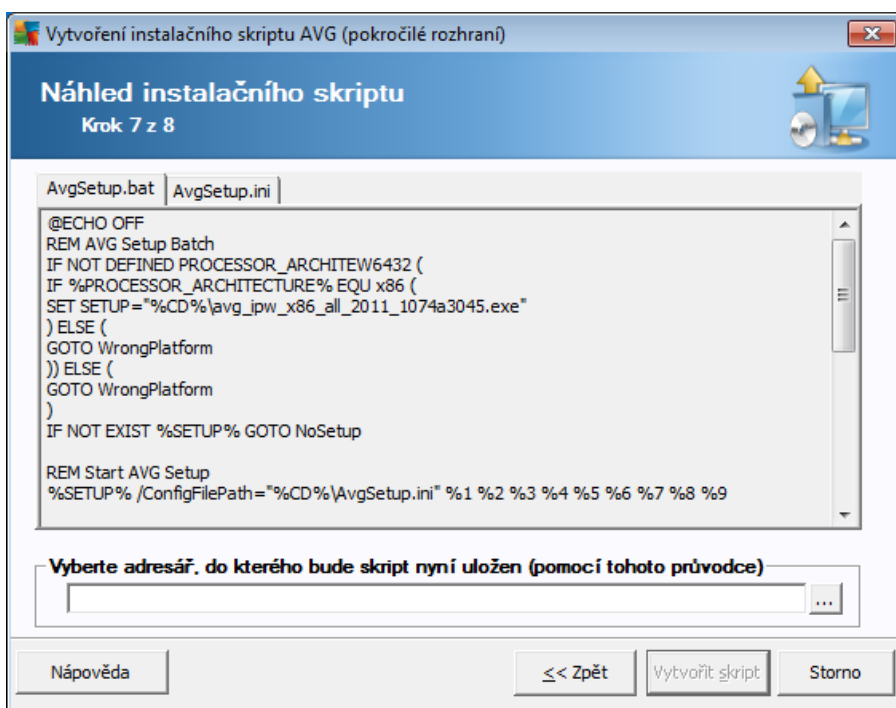 Vytvoření instalačního skriptu AVG (pokročilé rozhraní)
Náhled instalačního skriptu
Krok 7 z 8
AvgSetup.bat AvgSetup.ini
@ECHO OFF
REM AVG Setup Batch
IF NOT DEFINED PROCESSOR_ARCHITEW6432 (
IF %PROCESSOR_ARCHITECTURE% EQU x86 (
SET SETUP="%CD%\avg_ipw_x86_all_2011_1074a3045.exe"
) ELSE (
GOTO WrongPlatform
)) ELSE (
GOTO WrongPlatform
)
IF NOT EXIST %SETUP% GOTO NoSetup
REM Start AVG Setup
%SETUP% /ConfigFilePath="%CD%\AvgSetup.ini" %1 %2 %3 %4 %5 %6 %7 %8 %9
Vyberte adresář, do kterého bude skript nyní uložen (pomocí tohoto průvodce)
...
Nápověda << Zpět Vytvořit skript Storno